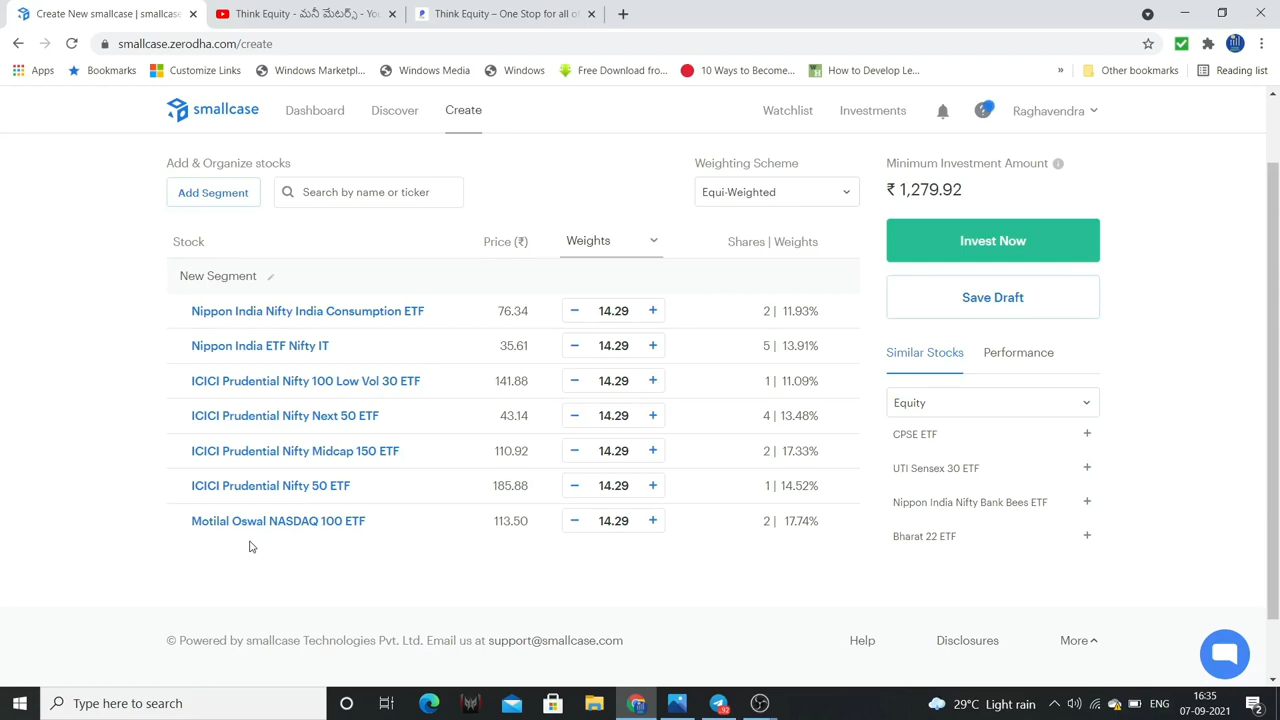 Create New smallcase | smallcase
Think Equity - మనీ మేటర్స్ - You
Think Equity – One Stop for all of
smallcase.zerodha.com/create
Apps
Bookmarks
Customize Links
Windows Marketpl...
Windows Media
Windows
Free Download fro...
10 Ways to Become...
How to Develop Le...
»
Other bookmarks
Reading list
smallcase
Dashboard
Discover
Create
Watchlist
Investments
Raghavendra
Add & Organize stocks
Weighting Scheme
Minimum Investment Amount
Add Segment
Search by name or ticker
Equi-Weighted
₹ 1,279.92
Stock Price (₹) Weights Shares | Weights
Invest Now
New Segment
Save Draft
Nippon India Nifty India Consumption ETF 76.34 − 14.29 + 2 | 11.93%
Nippon India ETF Nifty IT 35.61 − 14.29 + 5 | 13.91%
ICICI Prudential Nifty 100 Low Vol 30 ETF 141.88 − 14.29 + 1 | 11.09%
ICICI Prudential Nifty Next 50 ETF 43.14 − 14.29 + 4 | 13.48%
ICICI Prudential Nifty Midcap 150 ETF 110.92 − 14.29 + 2 | 17.33%
ICICI Prudential Nifty 50 ETF 185.88 − 14.29 + 1 | 14.52%
Motilal Oswal NASDAQ 100 ETF 113.50 − 14.29 + 2 | 17.74%
Similar Stocks
Performance
Equity
CPSE ETF +
UTI Sensex 30 ETF +
Nippon India Nifty Bank Bees ETF +
Bharat 22 ETF +
© Powered by smallcase Technologies Pvt. Ltd. Email us at support@smallcase.com
Help
Disclosures
More
Type here to search
92
29°C Light rain
ENG
16:35
07-09-2021
2